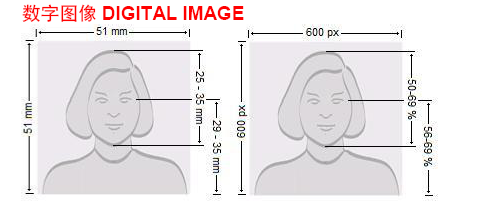 数字图像 DIGITAL IMAGE
51 mm
51 mm
25 - 35 mm
29 - 35 mm
600 px
600 px
50-69 %
56-69 %